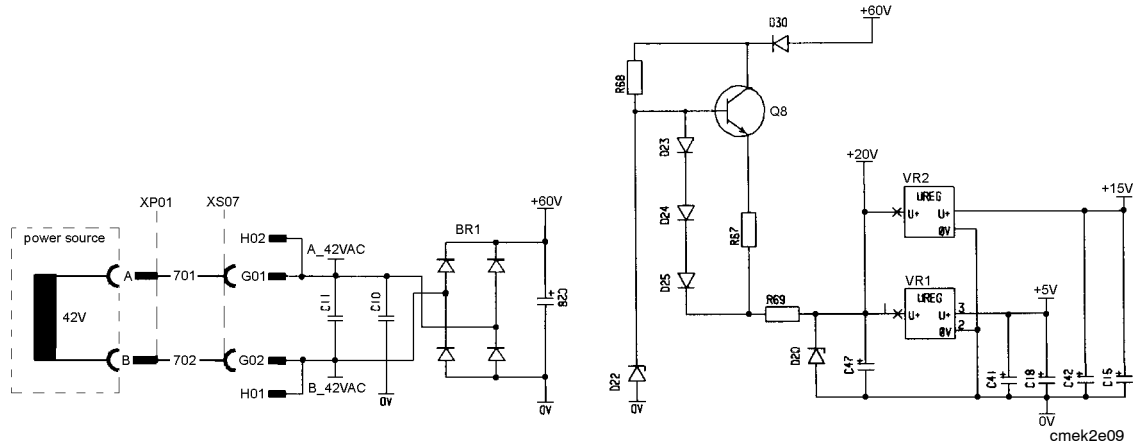 +60V
D30
R68
Q8
D23
+20V
VR2
UREG
U+ U+
0V
+15V
XP01 XS07
+60V
BR1
power source
H02
A_42VAC
D24
R67
A 701 G01
D25
VR1
UREG
+5V
1 U+ U+ 3
0V 2
42V
C11 C10
C28
R69
B 702 G02
H01
B_42VAC
0V
0V
D22
0V
D20
C47
C41 C18 C42 C15
0V
cmek2e09